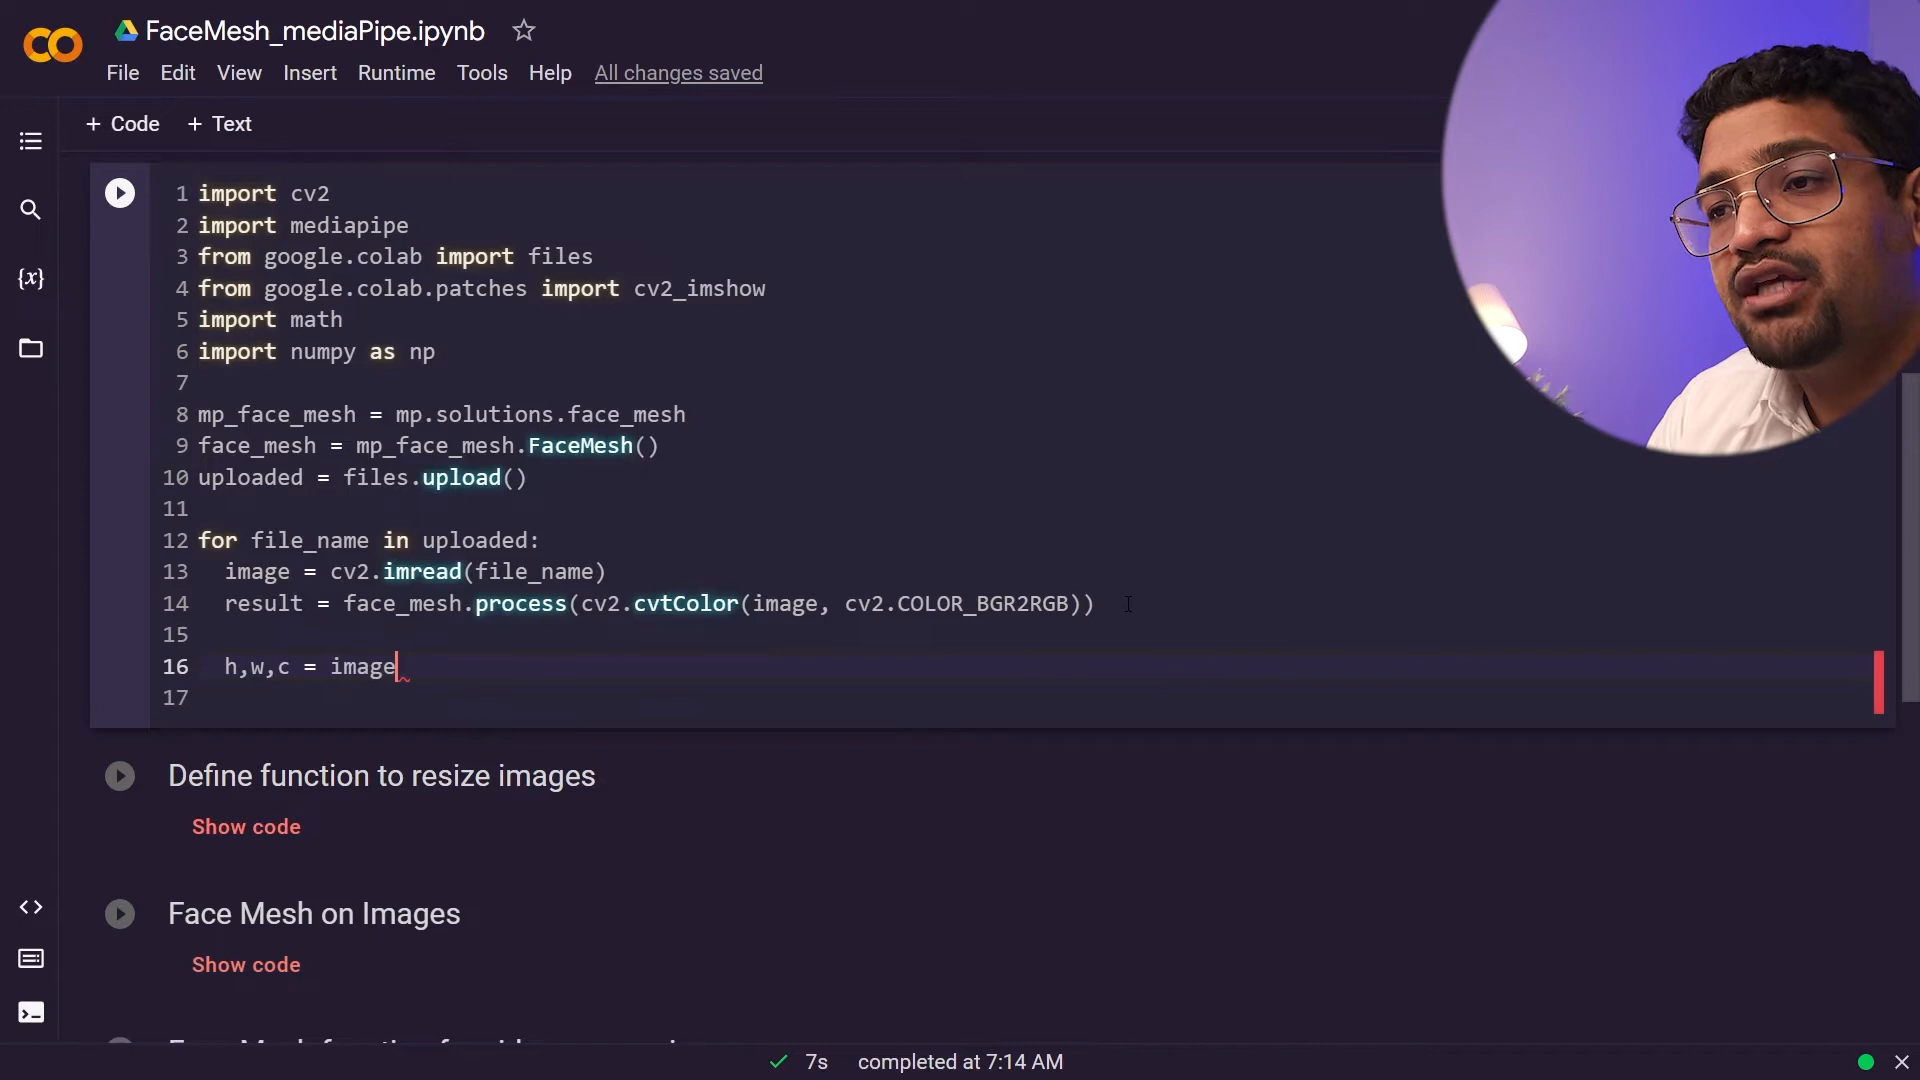 FaceMesh_mediaPipe.ipynb
File Edit View Insert Runtime Tools Help All changes saved
+ Code + Text
1 import cv2
2 import mediapipe
3 from google.colab import files
4 from google.colab.patches import cv2_imshow
5 import math
6 import numpy as np
7
8 mp_face_mesh = mp.solutions.face_mesh
9 face_mesh = mp_face_mesh.FaceMesh()
10 uploaded = files.upload()
11
12 for file_name in uploaded:
13 image = cv2.imread(file_name)
14 result = face_mesh.process(cv2.cvtColor(image, cv2.COLOR_BGR2RGB))
15
16 h,w,c = image
17
Define function to resize images
Show code
Face Mesh on Images
Show code
7s completed at 7:14 AM